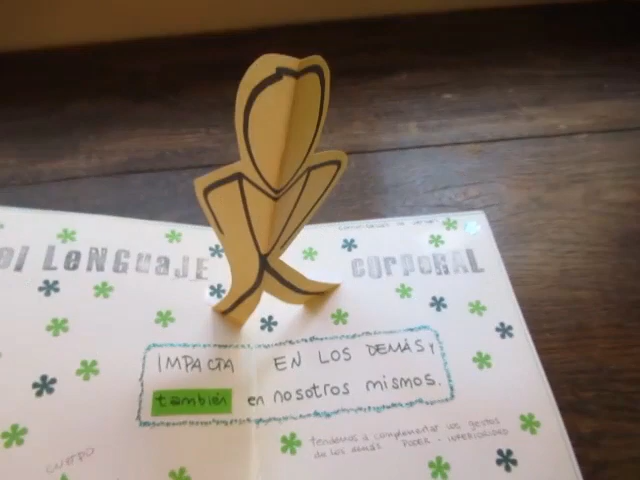 el LENGUAJE CORPORAL
IMPACTA EN LOS DEMÁS y
también en nosotros mismos.
tendemos a complementar los gestos
de los demás PODER - INFERIORIDAD
CUERPO